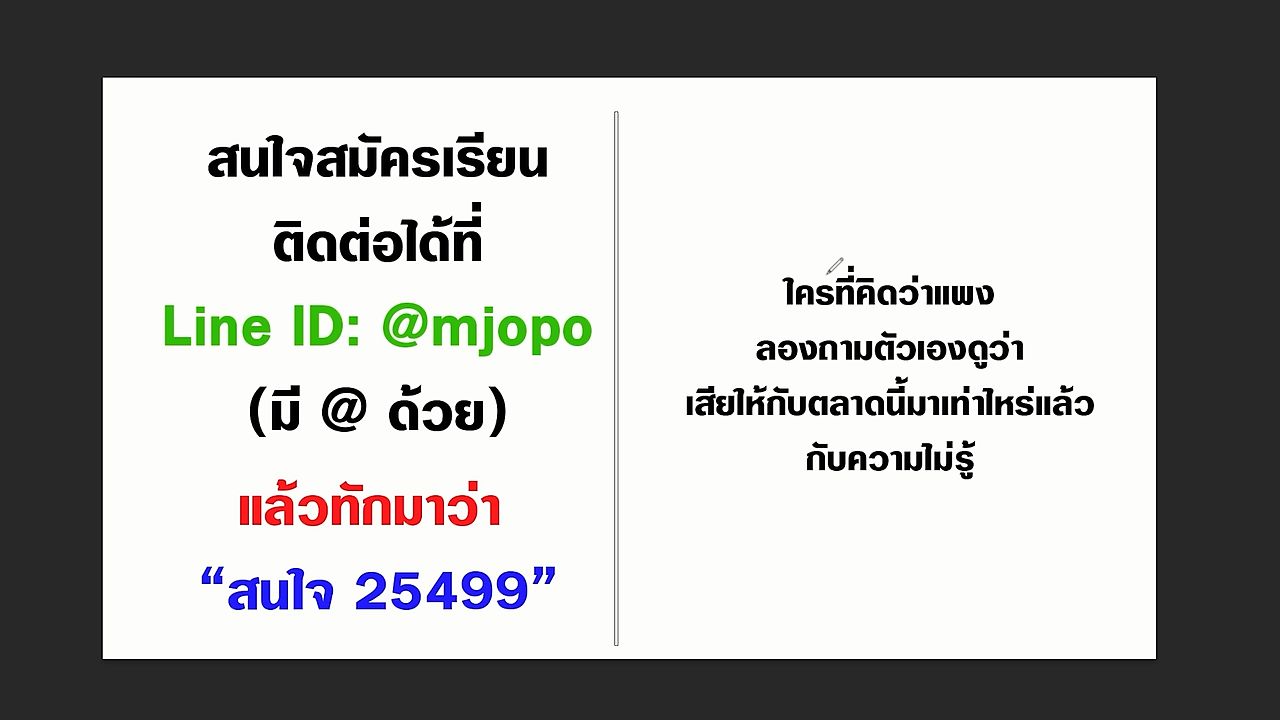 สนใจสมัครเรียน
ติดต่อได้ที่
Line ID: @mjopo
(มี @ ด้วย)
แล้วทักมาว่า
“สนใจ 25499”
ใครที่คิดว่าแพง
ลองถามตัวเองดูว่า
เสียให้กับตลาดนี้มาเท่าไหร่แล้ว
กับความไม่รู้